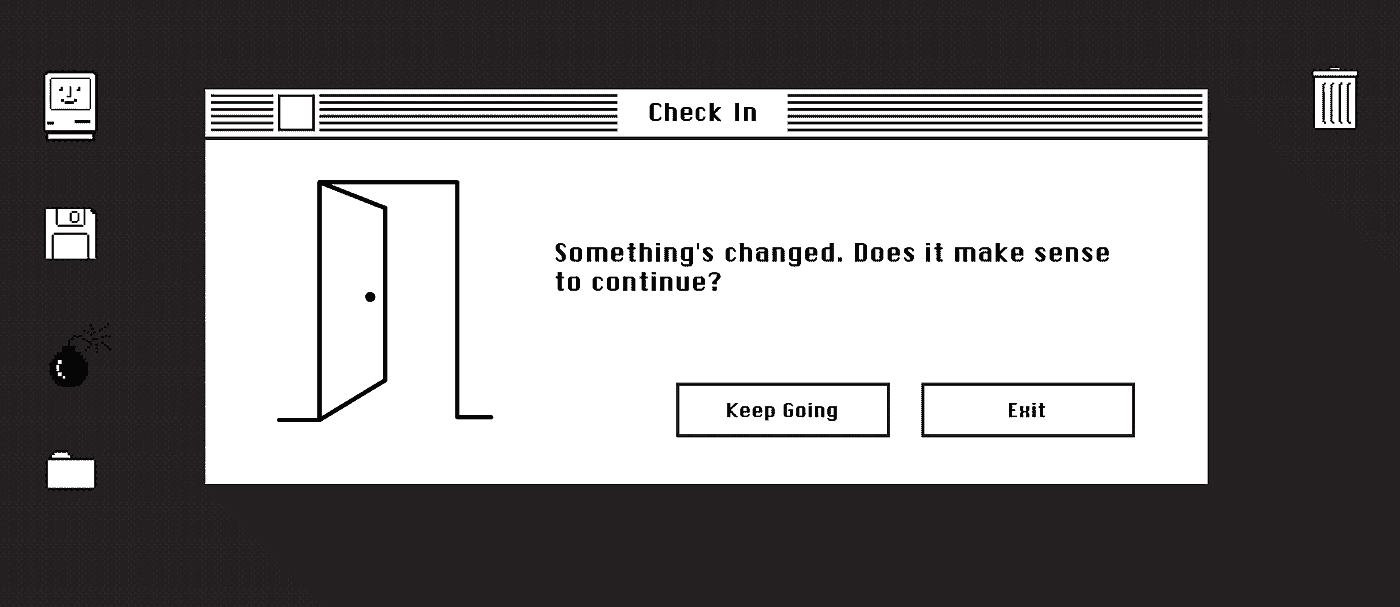 Check In
Something's changed. Does it make sense
to continue?
Keep Going
Exit